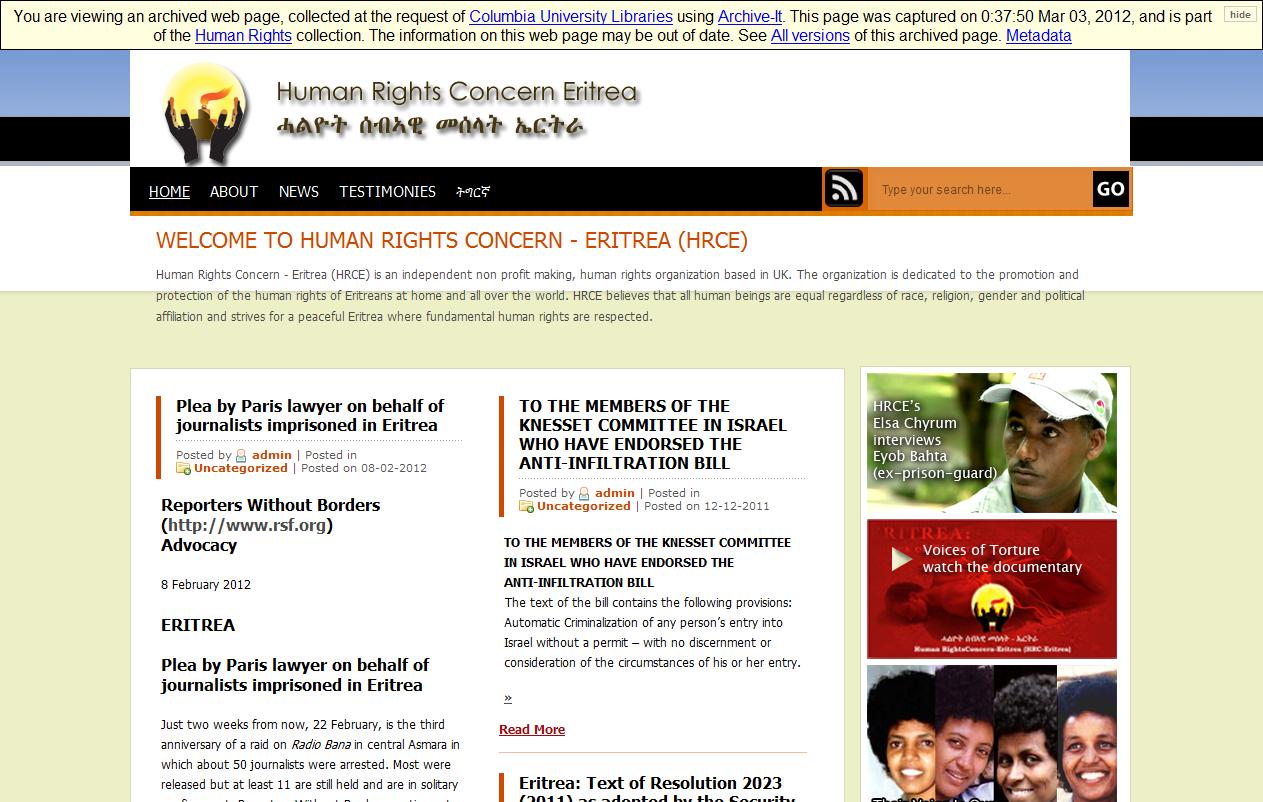 You are viewing an archived web page, collected at the request of Columbia University Libraries using Archive-It. This page was captured on 0:37:50 Mar 03, 2012, and is part
of the Human Rights collection. The information on this web page may be out of date. See All versions of this archived page. Metadata
hide
Human Rights Concern Eritrea
ሓልዮት ሰብኣዊ መሰላት ኤርትራ
HOME ABOUT NEWS TESTIMONIES ትግርኛ
Type your search here...
GO
WELCOME TO HUMAN RIGHTS CONCERN - ERITREA (HRCE)
Human Rights Concern - Eritrea (HRCE) is an independent non profit making, human rights organization based in UK. The organization is dedicated to the promotion and
protection of the human rights of Eritreans at home and all over the world. HRCE believes that all human beings are equal regardless of race, religion, gender and political
affiliation and strives for a peaceful Eritrea where fundamental human rights are respected.
Plea by Paris lawyer on behalf of
journalists imprisoned in Eritrea
Posted by admin | Posted in
Uncategorized | Posted on 08-02-2012
Reporters Without Borders
(http://www.rsf.org)
Advocacy
8 February 2012
ERITREA
Plea by Paris lawyer on behalf of
journalists imprisoned in Eritrea
Just two weeks from now, 22 February, is the third
anniversary of a raid on Radio Bana in central Asmara in
which about 50 journalists were arrested. Most were
released but at least 11 are still held and are in solitary
TO THE MEMBERS OF THE
KNESSET COMMITTEE IN ISRAEL
WHO HAVE ENDORSED THE
ANTI-INFILTRATION BILL
Posted by admin | Posted in
Uncategorized | Posted on 12-12-2011
TO THE MEMBERS OF THE KNESSET COMMITTEE
IN ISRAEL WHO HAVE ENDORSED THE
ANTI-INFILTRATION BILL
The text of the bill contains the following provisions:
Automatic Criminalization of any person's entry into
Israel without a permit – with no discernment or
consideration of the circumstances of his or her entry.
»
Read More
Eritrea: Text of Resolution 2023
(2011) as adopted by the Security
HRCE's
Elsa Chyrum
interviews
Eyob Bahta
(ex-prison-guard)
ERITREA:
Voices of Torture
watch the documentary
ሓልዮት ሰብኣዊ መሰላት - ኤርትራ
Human RightsConcern-Eritrea (HRC-Eritrea)